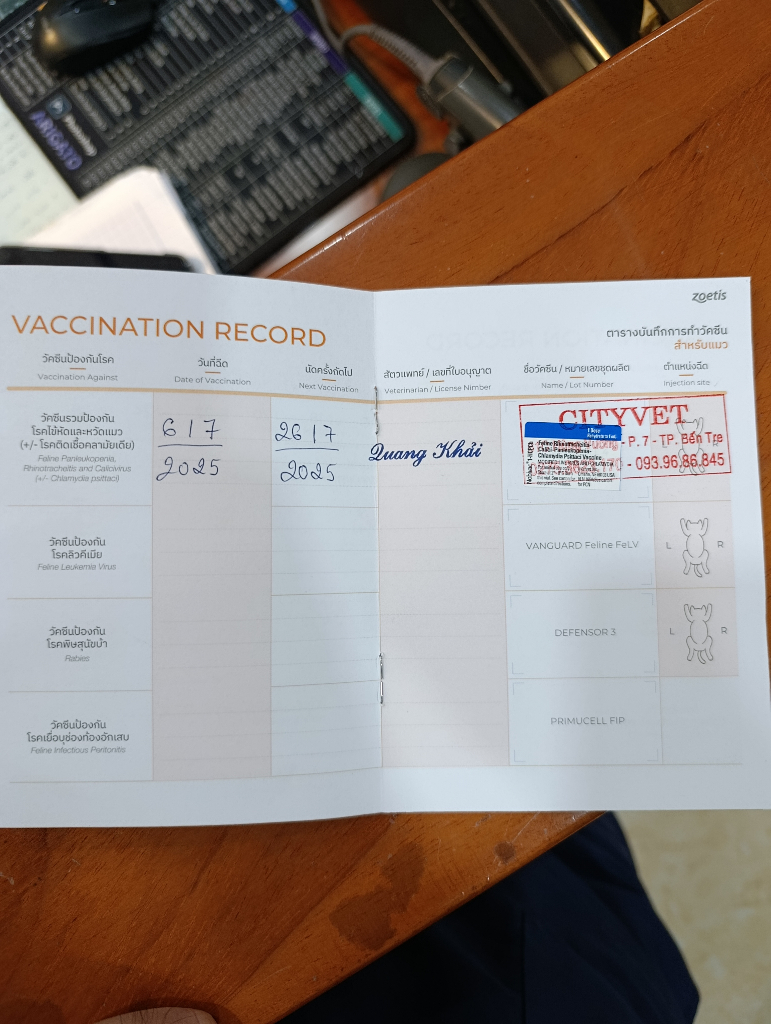 ARIGATO
Photoshop
zoetis
VACCINATION RECORD
ตารางบันทึกการทำวัคซีน
สำหรับแมว
วัคซีนป้องกันโรค
Vaccination Against
วันที่ฉีด
Date of Vaccination
นัดครั้งถัดไป
Next Vaccination
สัตวแพทย์ / เลขที่ใบอนุญาต
Veterinarian / License Nimber
ชื่อวัคซีน / หมายเลขชุดผลิต
Name / Lot Number
ตำแหน่งฉีด
Injection site
วัคซีนรวมป้องกัน
โรคไข้หัดและหวัดแมว
(+/- โรคติดเชื้อคลามัยเดีย)
Feline Panleukopenia,
Rhinotracheitis and Calicivirus
(+/- Chlamydia psittaci)
6 / 7
2025
26 / 7
2025
Quang Khải
CITYVET
- P. 7 - TP. Bến Tre
- 093.96.86.845
1 Dose
Feline Rhinotracheitis-
Calici-Panleukopenia-
Chlamydia Psittaci Vaccine
วัคซีนป้องกัน
โรคลิวคีเมีย
Feline Leukemia Virus
VANGUARD Feline FeLV
L R
วัคซีนป้องกัน
โรคพิษสุนัขบ้า
Rabies
DEFENSOR 3
L R
วัคซีนป้องกัน
โรคเยื่อบุช่องท้องอักเสบ
Feline Infectious Peritonitis
PRIMUCELL FIP